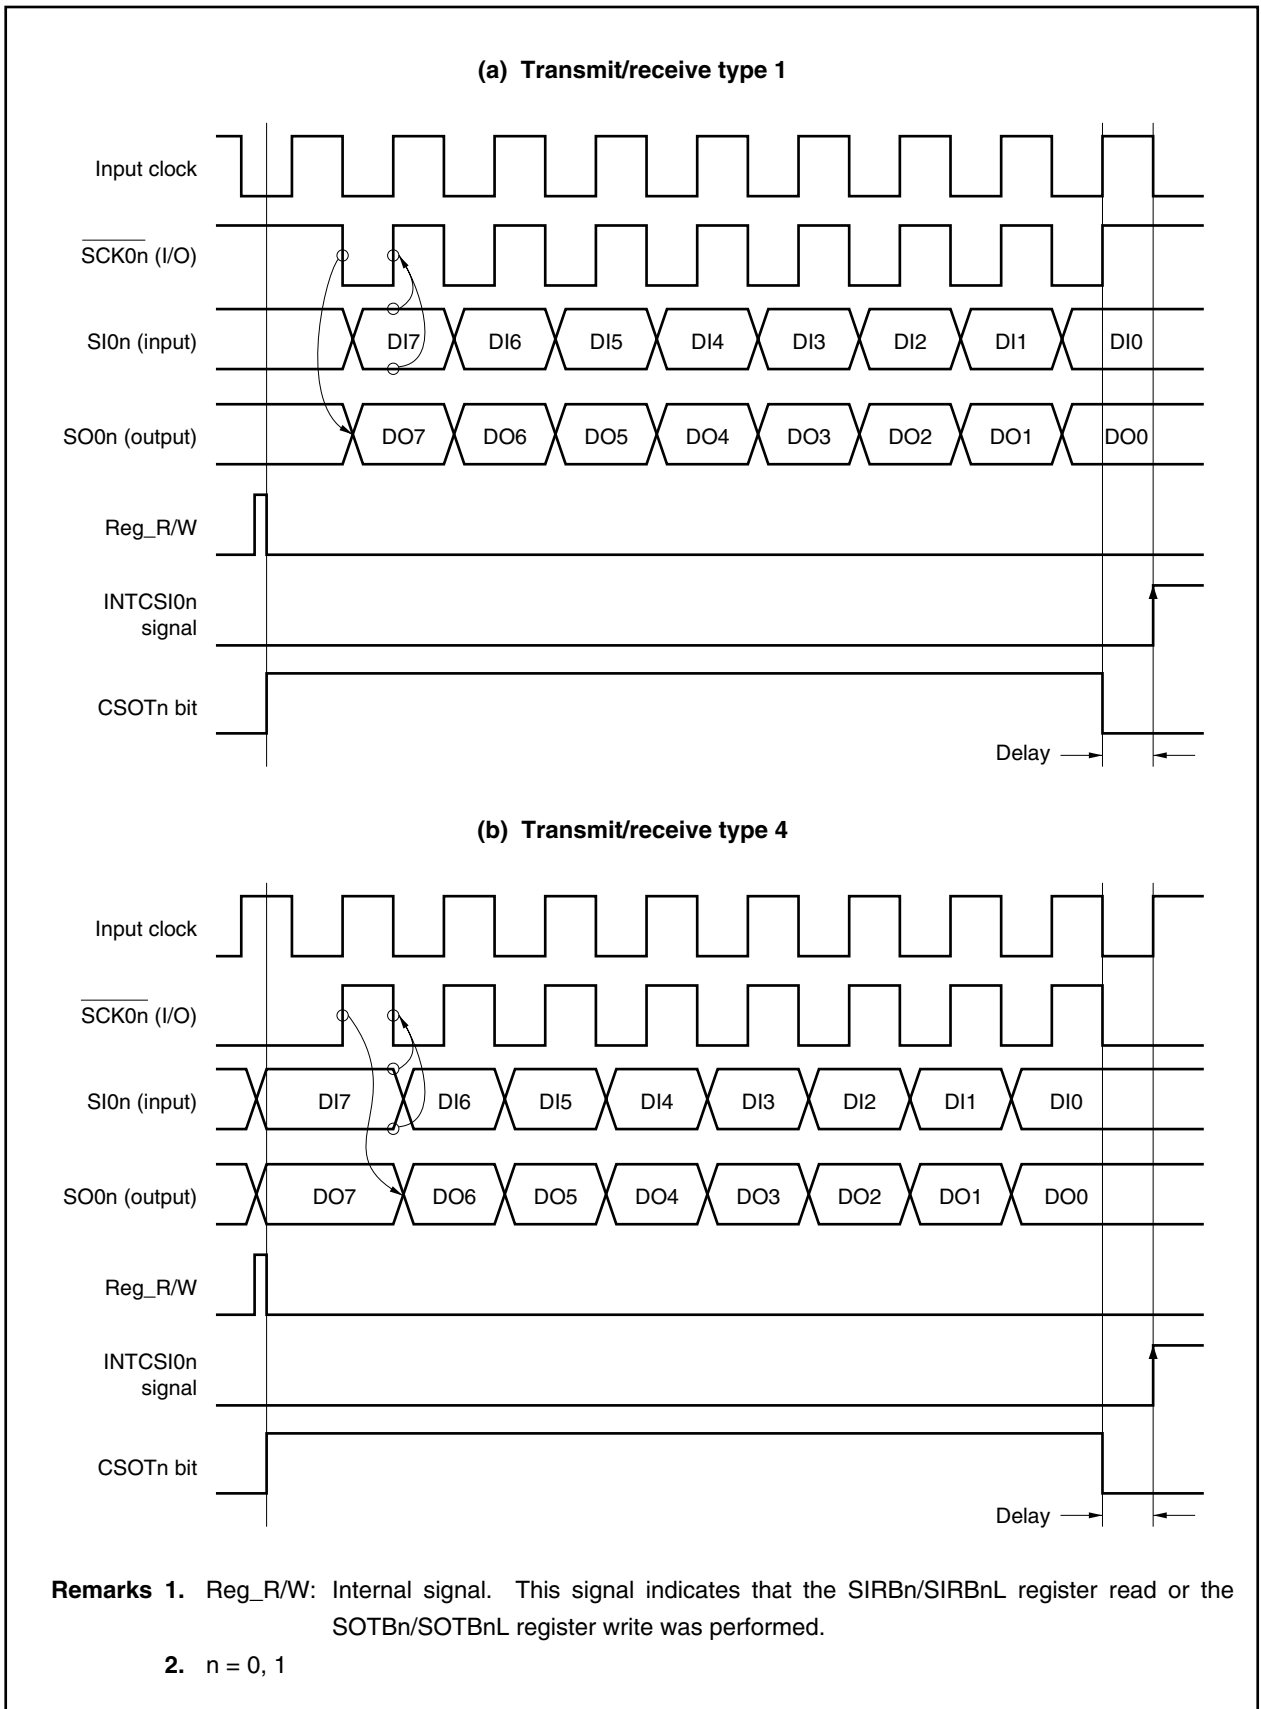 (a) Transmit/receive type 1
Input clock
SCK0n (I/O)
SI0n (input)
DI7 DI6 DI5 DI4 DI3 DI2 DI1 DI0
SO0n (output)
DO7 DO6 DO5 DO4 DO3 DO2 DO1 DO0
Reg_R/W
INTCSI0n
signal
CSOTn bit
Delay
(b) Transmit/receive type 4
Input clock
SCK0n (I/O)
SI0n (input)
DI7 DI6 DI5 DI4 DI3 DI2 DI1 DI0
SO0n (output)
DO7 DO6 DO5 DO4 DO3 DO2 DO1 DO0
Reg_R/W
INTCSI0n
signal
CSOTn bit
Delay
Remarks 1. Reg_R/W: Internal signal. This signal indicates that the SIRBn/SIRBnL register read or the
SOTBn/SOTBnL register write was performed.
2. n = 0, 1